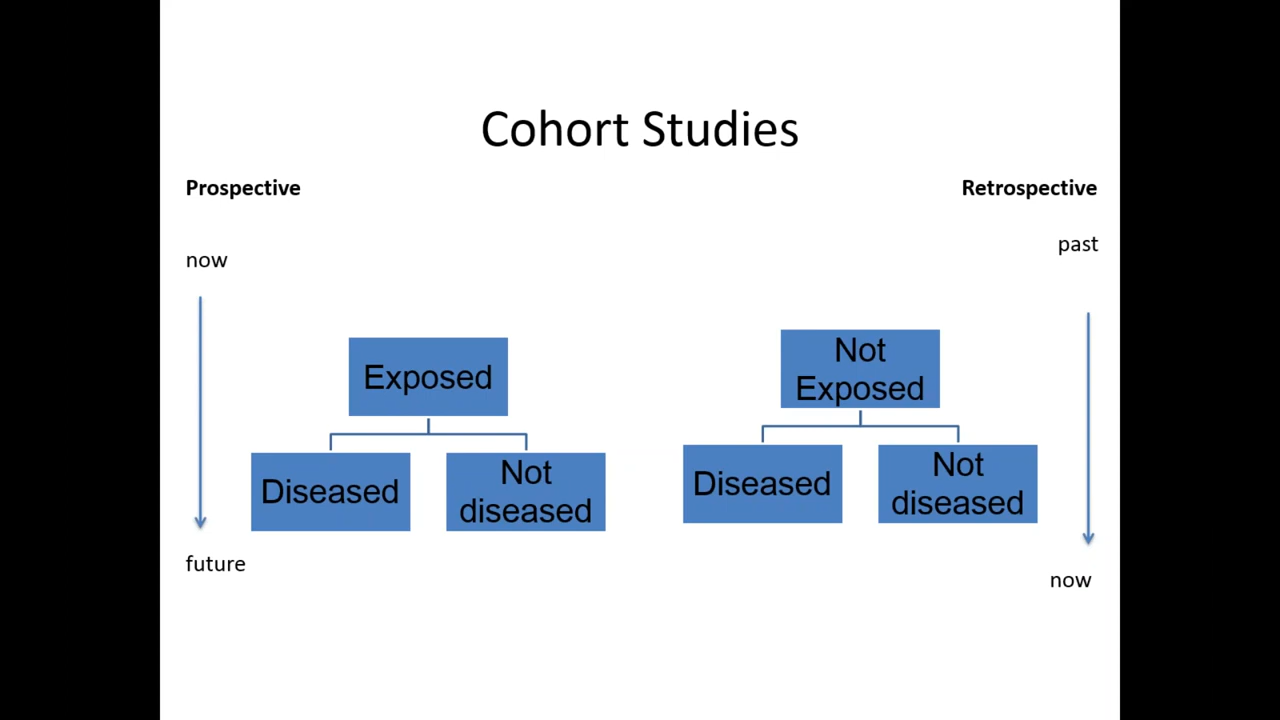 Cohort Studies
Prospective
Retrospective
now
past
Exposed
Not
Exposed
Diseased
Not
diseased
Diseased
Not
diseased
future
now